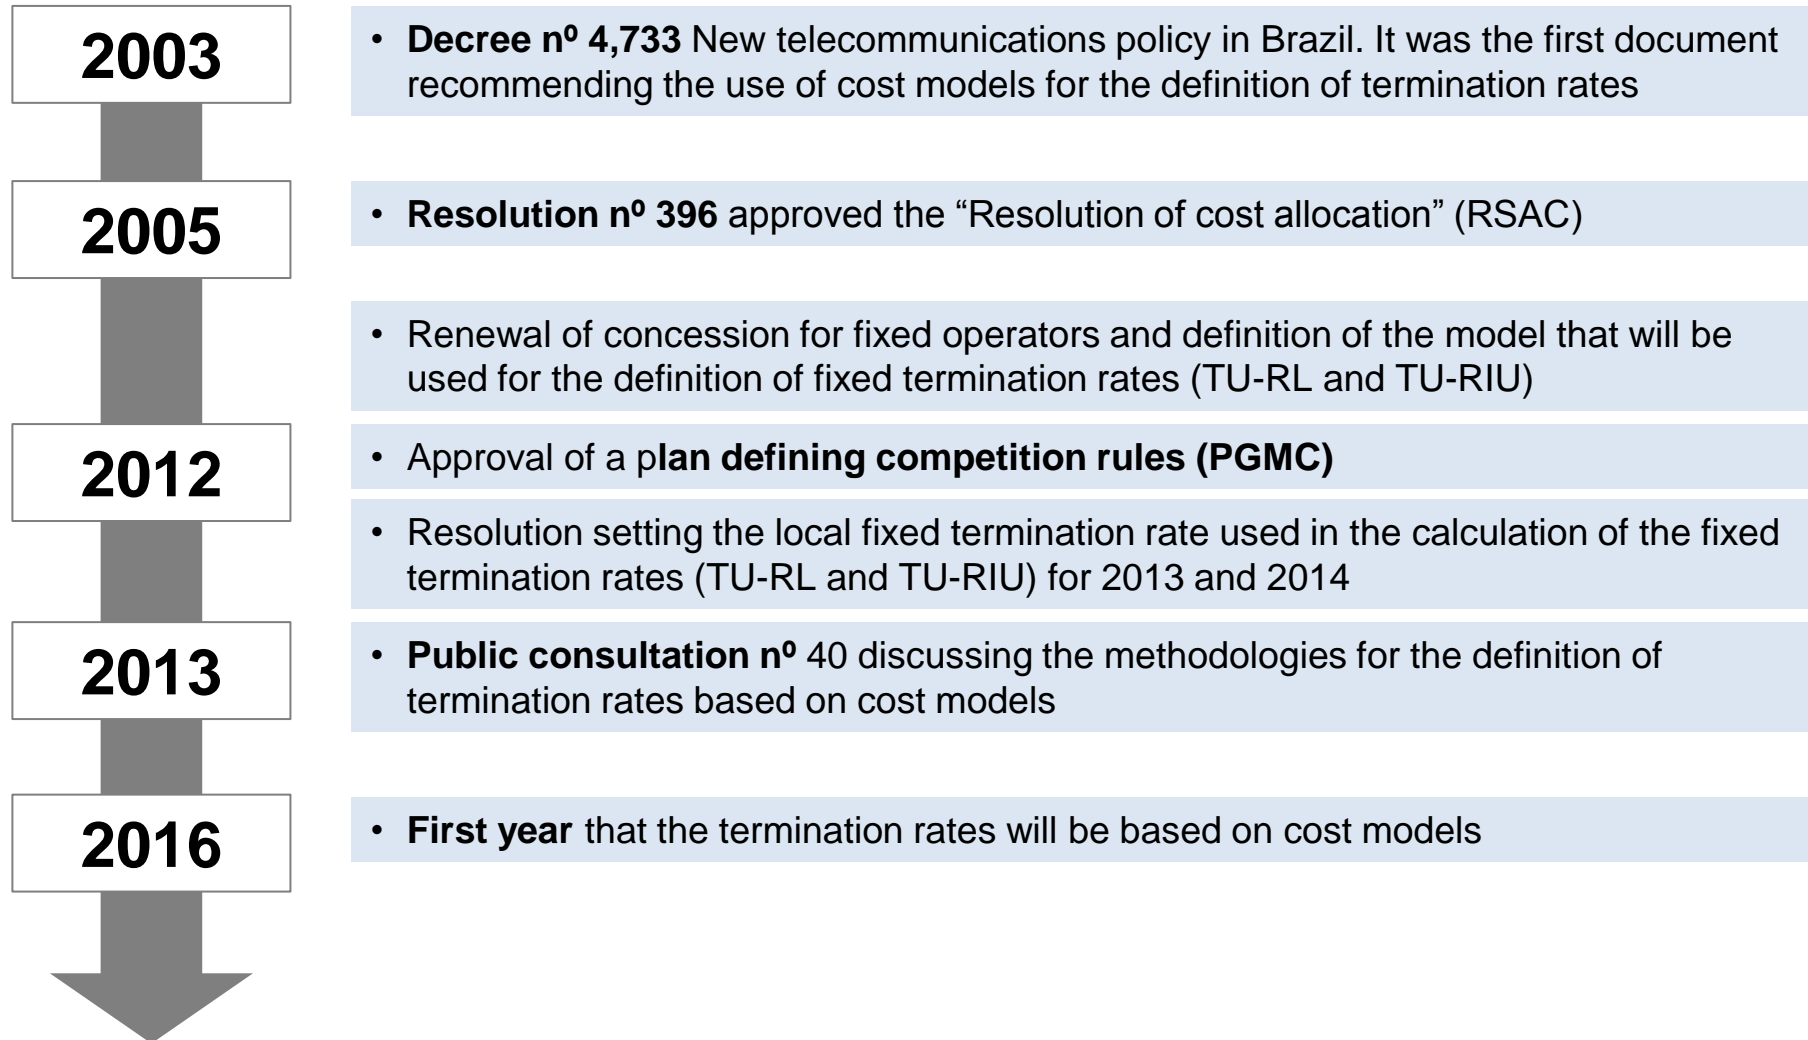 2003
• Decree nº 4,733 New telecommunications policy in Brazil. It was the first document
recommending the use of cost models for the definition of termination rates
2005
• Resolution nº 396 approved the “Resolution of cost allocation” (RSAC)
• Renewal of concession for fixed operators and definition of the model that will be
used for the definition of fixed termination rates (TU-RL and TU-RIU)
2012
• Approval of a plan defining competition rules (PGMC)
• Resolution setting the local fixed termination rate used in the calculation of the fixed
termination rates (TU-RL and TU-RIU) for 2013 and 2014
2013
• Public consultation nº 40 discussing the methodologies for the definition of
termination rates based on cost models
2016
• First year that the termination rates will be based on cost models